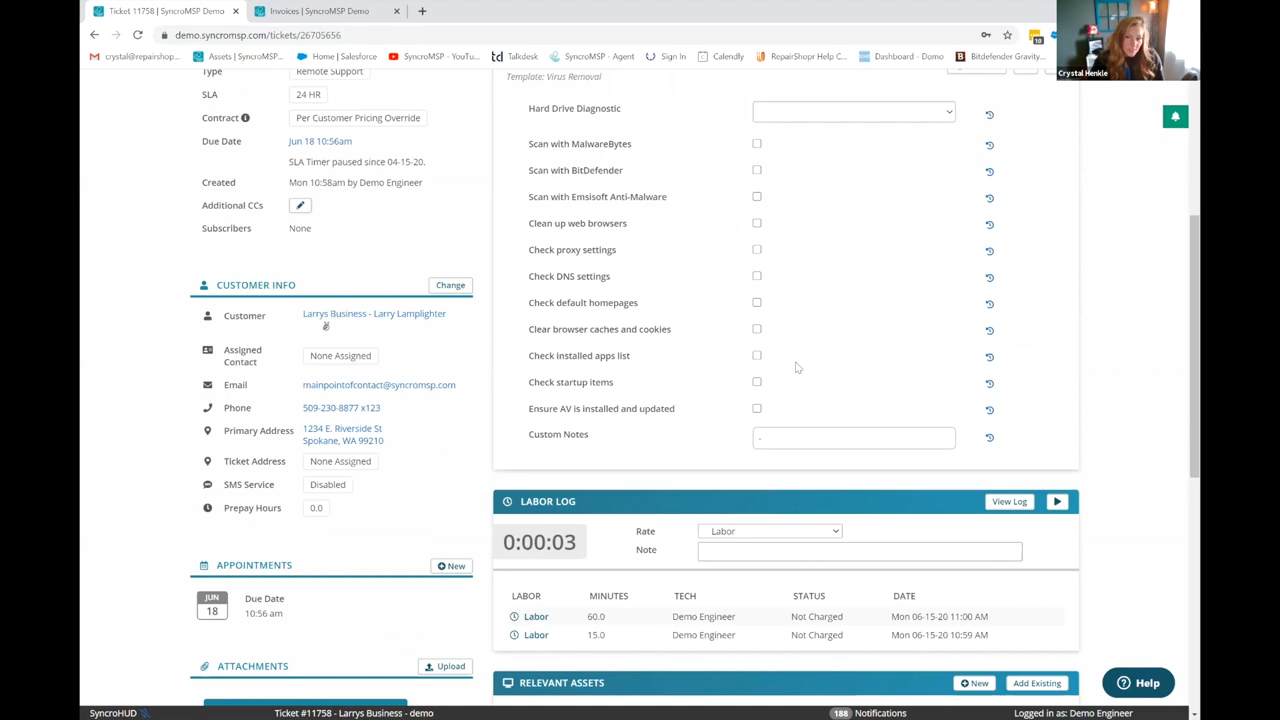 Ticket 11758 | SyncroMSP Demo
Invoices | SyncroMSP Demo
demo.syncromsp.com/tickets/26705656
10
crystal@repairshop...
Assets | SyncroMSP...
Home | Salesforce
SyncroMSP - YouTu...
Talkdesk
SyncroMSP - Agent
Sign In
Calendly
RepairShopr Help C...
Dashboard - Domo
Bitdefender Gravity...
Crystal Henkle
Type
Remote Support
SLA
24 HR
Contract
Per Customer Pricing Override
Due Date
Jun 18 10:56am
SLA Timer paused since 04-15-20.
Created
Mon 10:58am by Demo Engineer
Additional CCs
Subscribers
None
CUSTOMER INFO
Change
Customer
Larrys Business - Larry Lamplighter
Assigned
Contact
None Assigned
Email
mainpointofcontact@syncromsp.com
Phone
509-230-8877 x123
Primary Address
1234 E. Riverside St
Spokane, WA 99210
Ticket Address
None Assigned
SMS Service
Disabled
Prepay Hours
0.0
APPOINTMENTS
New
JUN
18
Due Date
10:56 am
ATTACHMENTS
Upload
Template: Virus Removal
Hard Drive Diagnostic
Scan with MalwareBytes
Scan with BitDefender
Scan with Emsisoft Anti-Malware
Clean up web browsers
Check proxy settings
Check DNS settings
Check default homepages
Clear browser caches and cookies
Check installed apps list
Check startup items
Ensure AV is installed and updated
Custom Notes
-
LABOR LOG
View Log
0:00:03
Rate
Labor
Note
LABOR MINUTES TECH STATUS DATE
Labor 60.0 Demo Engineer Not Charged Mon 06-15-20 11:00 AM
Labor 15.0 Demo Engineer Not Charged Mon 06-15-20 10:59 AM
RELEVANT ASSETS
New
Add Existing
Help
SyncroHUD
Ticket #11758 - Larrys Business - demo
188 Notifications
Logged in as: Demo Engineer